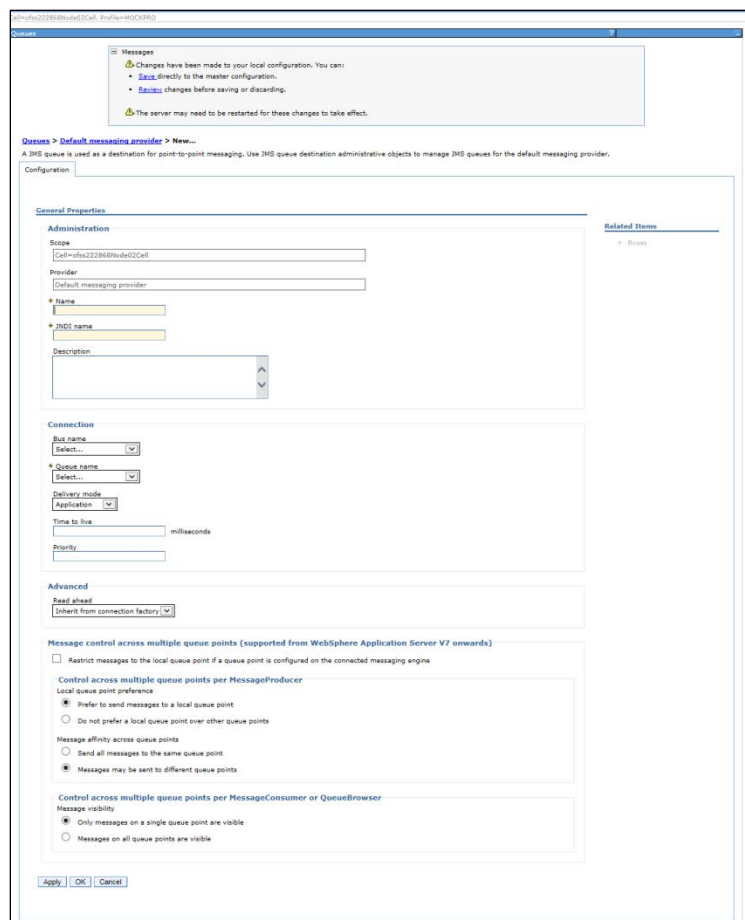 Cell=ofss222868Node02Cell, Profile=MOCKPRO
Queues ? _
Messages
Changes have been made to your local configuration. You can:
• Save directly to the master configuration.
• Review changes before saving or discarding.
The server may need to be restarted for these changes to take effect.
Queues > Default messaging provider > New...
A JMS queue is used as a destination for point-to-point messaging. Use JMS queue destination administrative objects to manage JMS queues for the default messaging provider.
Configuration
General Properties
Related Items
• Buses
Administration
Scope
Cell=ofss222868Node02Cell
Provider
Default messaging provider
* Name
* JNDI name
Description
Connection
Bus name
Select...
* Queue name
Select...
Delivery mode
Application
Time to live
milliseconds
Priority
Advanced
Read ahead
Inherit from connection factory
Message control across multiple queue points (supported from WebSphere Application Server V7 onwards)
Restrict messages to the local queue point if a queue point is configured on the connected messaging engine
Control across multiple queue points per MessageProducer
Local queue point preference
Prefer to send messages to a local queue point
Do not prefer a local queue point over other queue points
Message affinity across queue points
Send all messages to the same queue point
Messages may be sent to different queue points
Control across multiple queue points per MessageConsumer or QueueBrowser
Message visibility
Only messages on a single queue point are visible
Messages on all queue points are visible
Apply OK Cancel